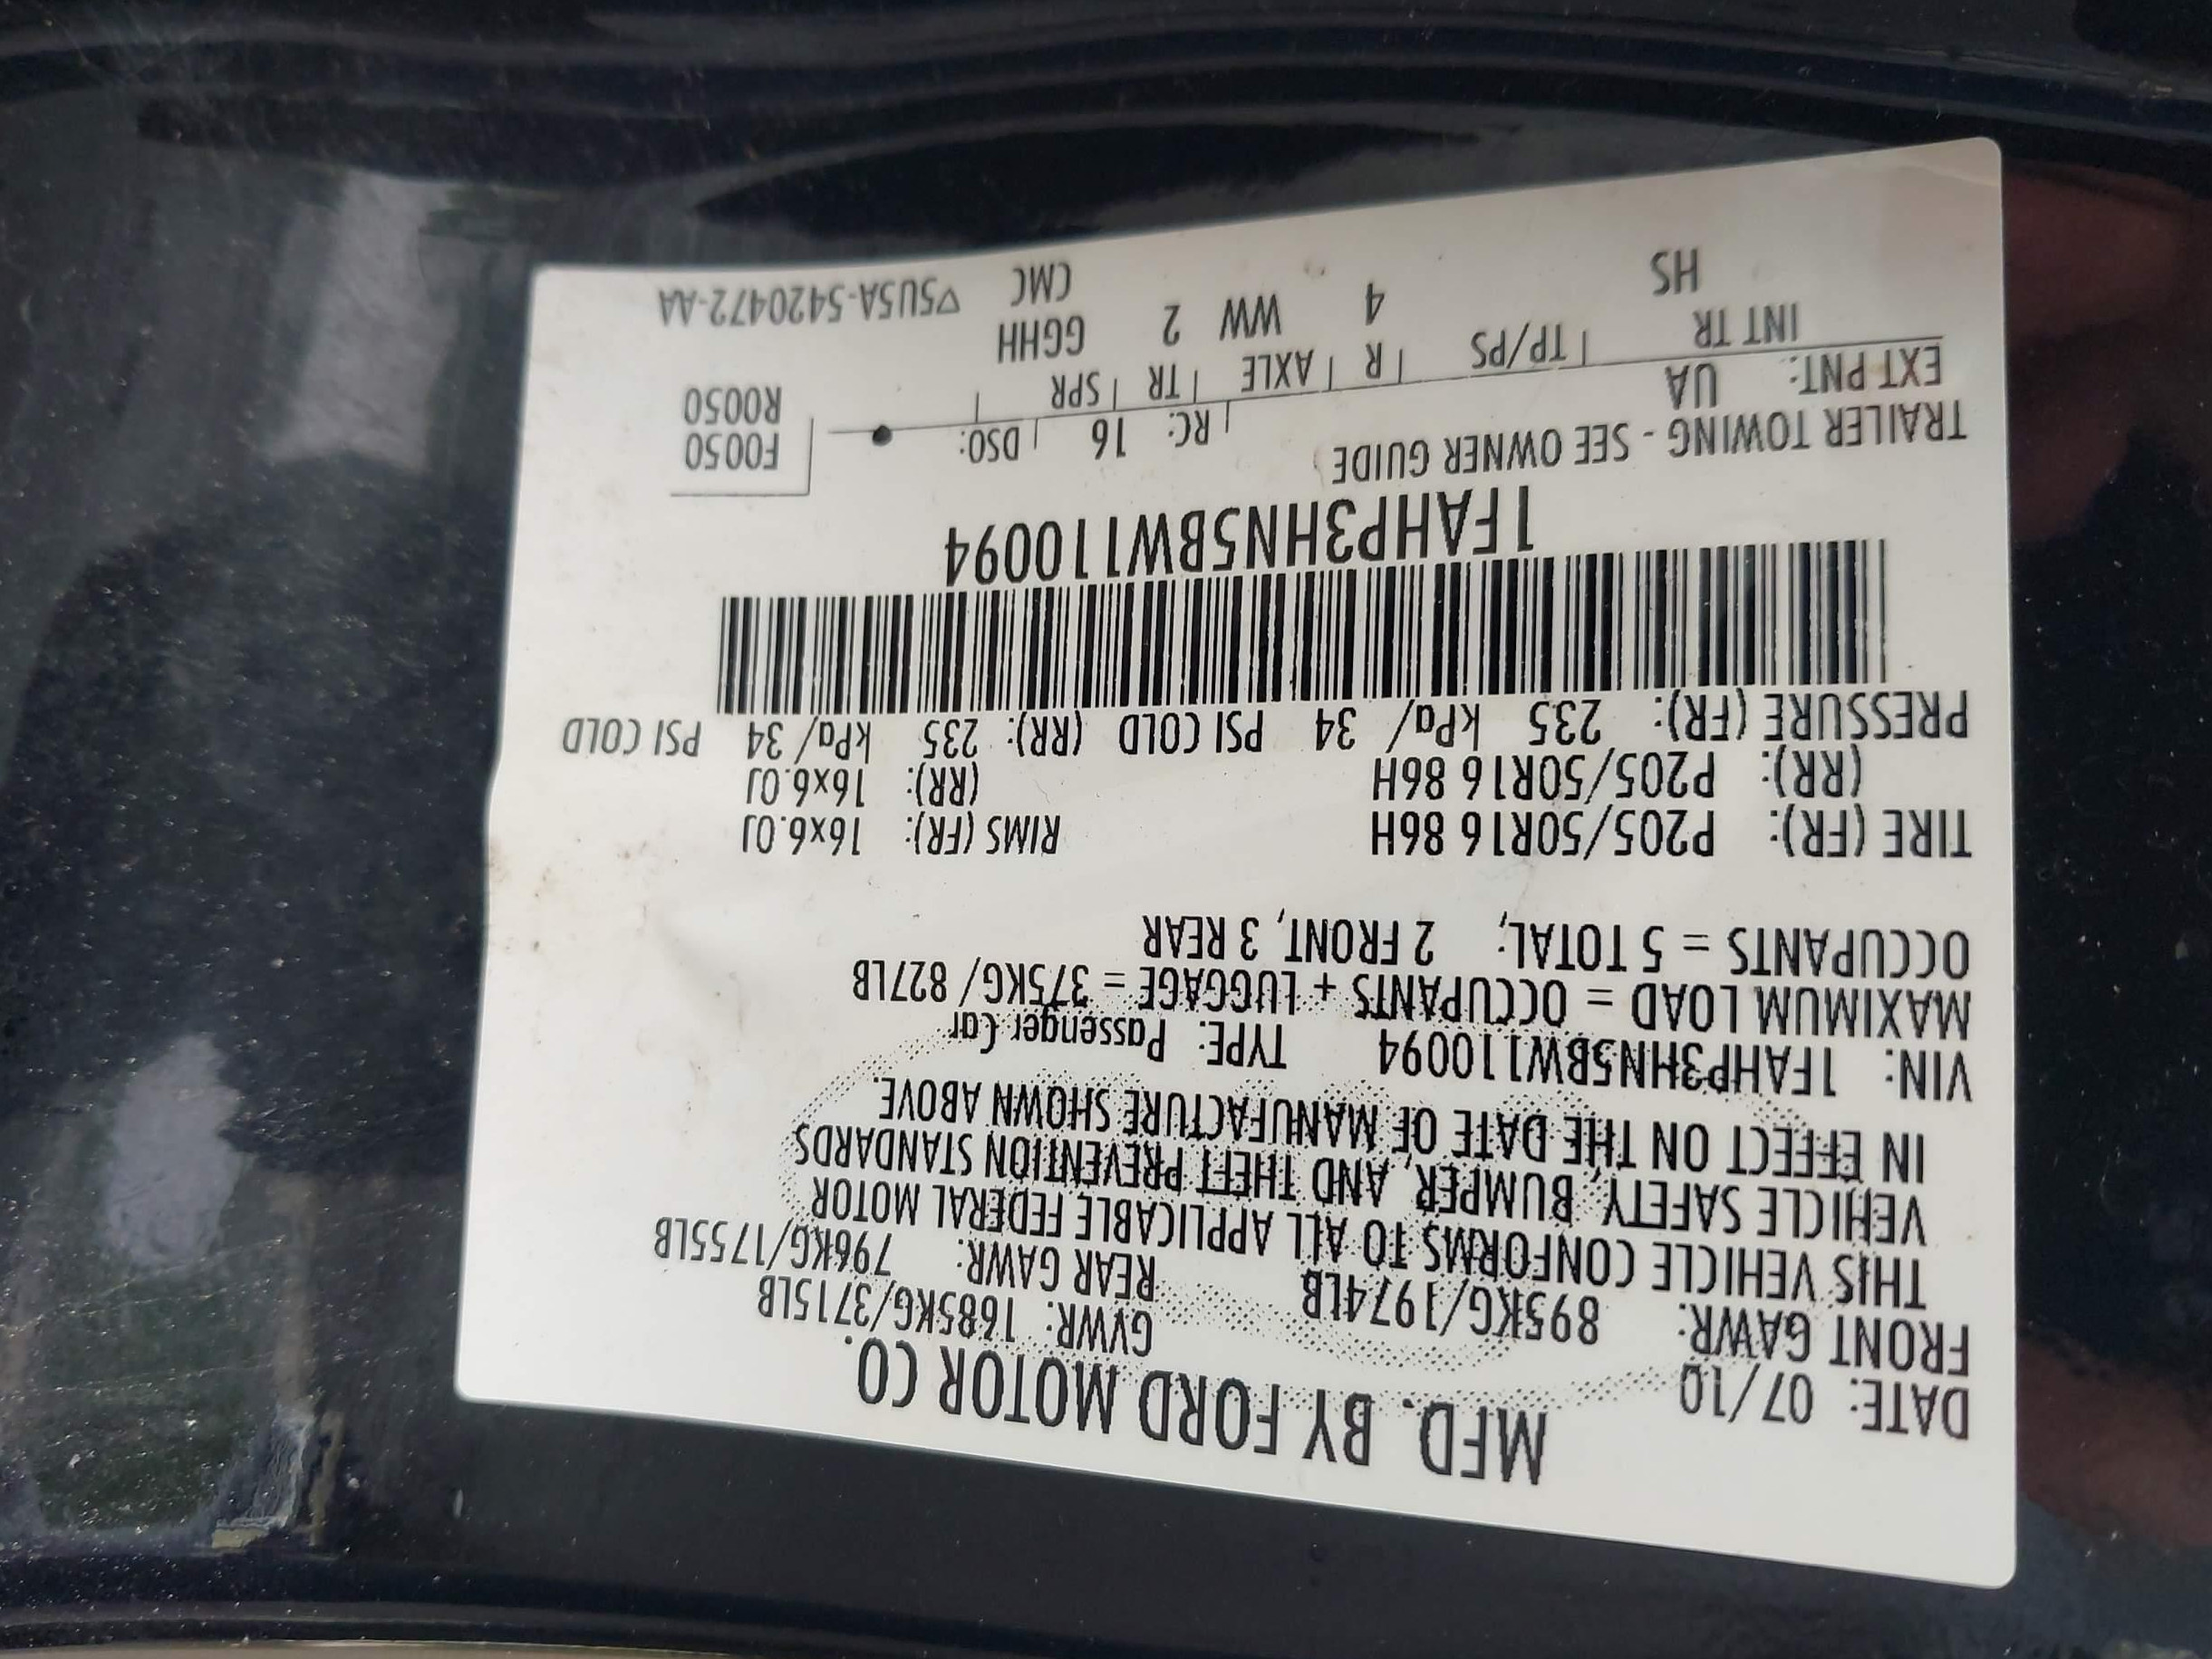 MFD. BY FORD MOTOR CO.
DATE: 07/10 GVWR: 1685KG/3715LB
FRONT GAWR: 895KG/1974LB REAR GAWR: 796KG/1755LB
THIS VEHICLE CONFORMS TO ALL APPLICABLE FEDERAL MOTOR
VEHICLE SAFETY, BUMPER, AND THEFT PREVENTION STANDARDS
IN EFFECT ON THE DATE OF MANUFACTURE SHOWN ABOVE.
VIN: 1FAHP3HN5BW110094 TYPE: Passenger Car
MAXIMUM LOAD = OCCUPANTS + LUGGAGE = 375KG/827LB
OCCUPANTS = 5 TOTAL; 2 FRONT, 3 REAR
TIRE (FR): P205/50R16 86H RIMS (FR): 16x6.0J
(RR): P205/50R16 86H (RR): 16x6.0J
PRESSURE (FR): 235 kPa/ 34 PSI COLD (RR): 235 kPa/ 34 PSI COLD
1FAHP3HN5BW110094
TRAILER TOWING - SEE OWNER GUIDE
F0050
R0050
EXT PNT: UA RC: 16 DSO:
INT TR TP/PS R AXLE TR SPR
HS 4 WW 2 GGHH
CMC ▽5U5A-5420472-AA